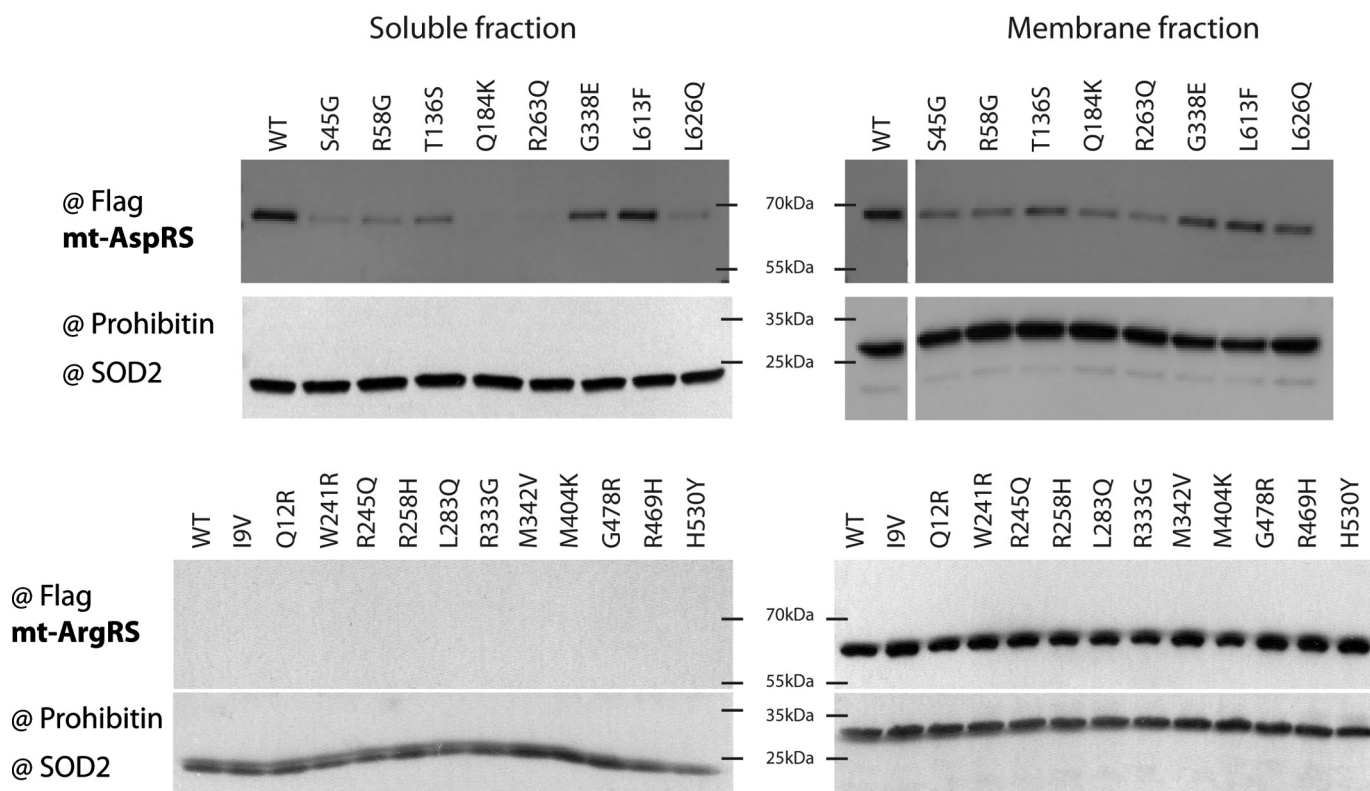 Soluble fraction
Membrane fraction
WT S45G R58G T136S Q184K R263Q G338E L613F L626Q
WT S45G R58G T136S Q184K R263Q G338E L613F L626Q
@ Flag
mt-AspRS
70kDa
55kDa
@ Prohibitin
@ SOD2
35kDa
25kDa
WT I9V Q12R W241R R245Q R258H L283Q R333G M342V M404K G478R R469H H530Y
WT I9V Q12R W241R R245Q R258H L283Q R333G M342V M404K G478R R469H H530Y
@ Flag
mt-ArgRS
70kDa
55kDa
@ Prohibitin
@ SOD2
35kDa
25kDa